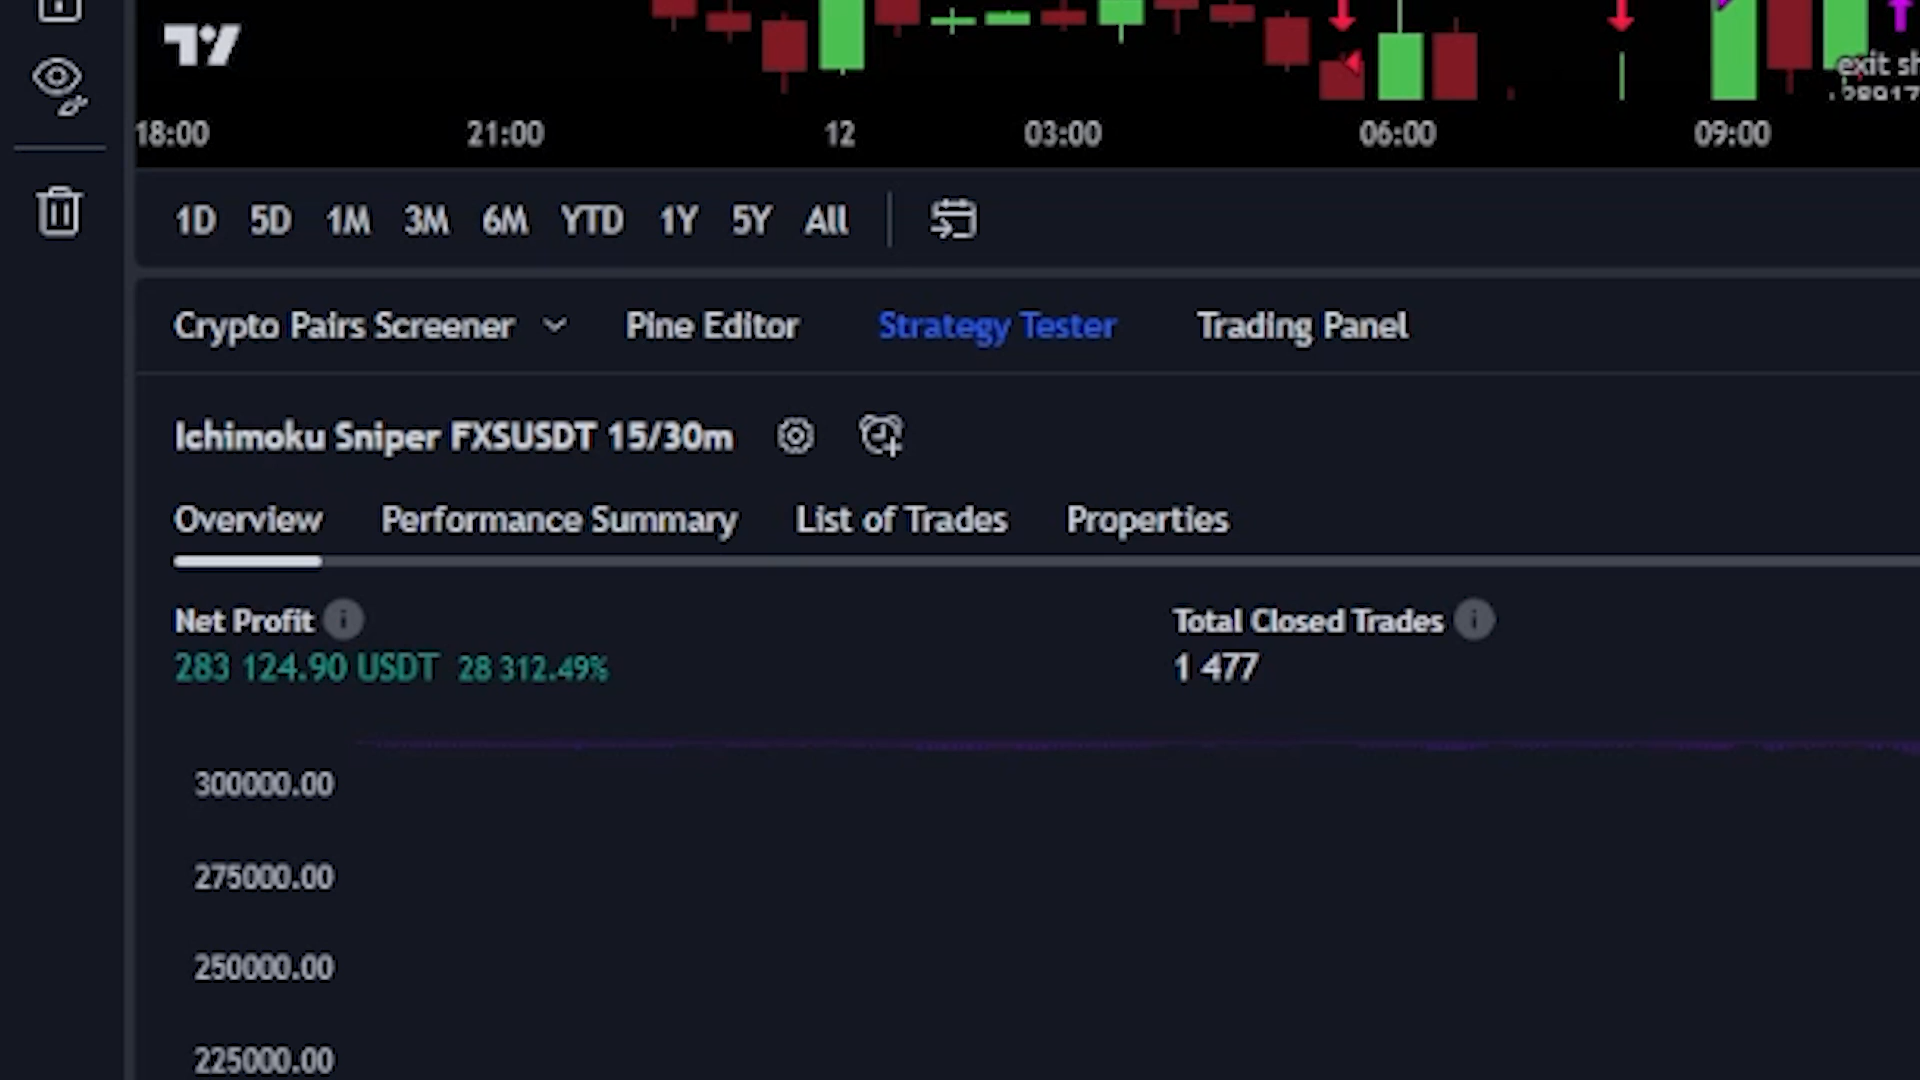 exit sh
18:00 21:00 12 03:00 06:00 09:00
1D 5D 1M 3M 6M YTD 1Y 5Y All
Crypto Pairs Screener Pine Editor Strategy Tester Trading Panel
Ichimoku Sniper FXSUSDT 15/30m
Overview Performance Summary List of Trades Properties
Net Profit Total Closed Trades
283 124.90 USDT 28 312.49% 1 477
300000.00
275000.00
250000.00
225000.00